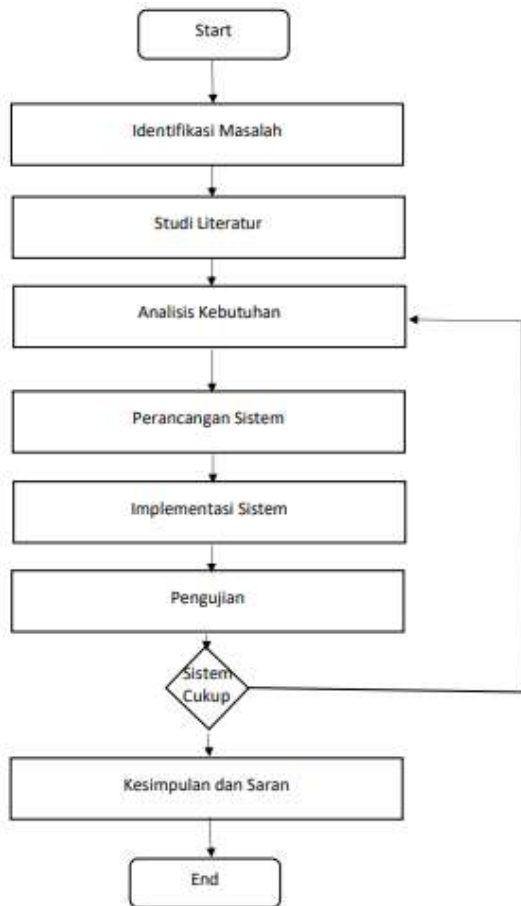 Start
Identifikasi Masalah
Studi Literatur
Analisis Kebutuhan
Perancangan Sistem
Implementasi Sistem
Pengujian
Sistem
Cukup
Kesimpulan dan Saran
End